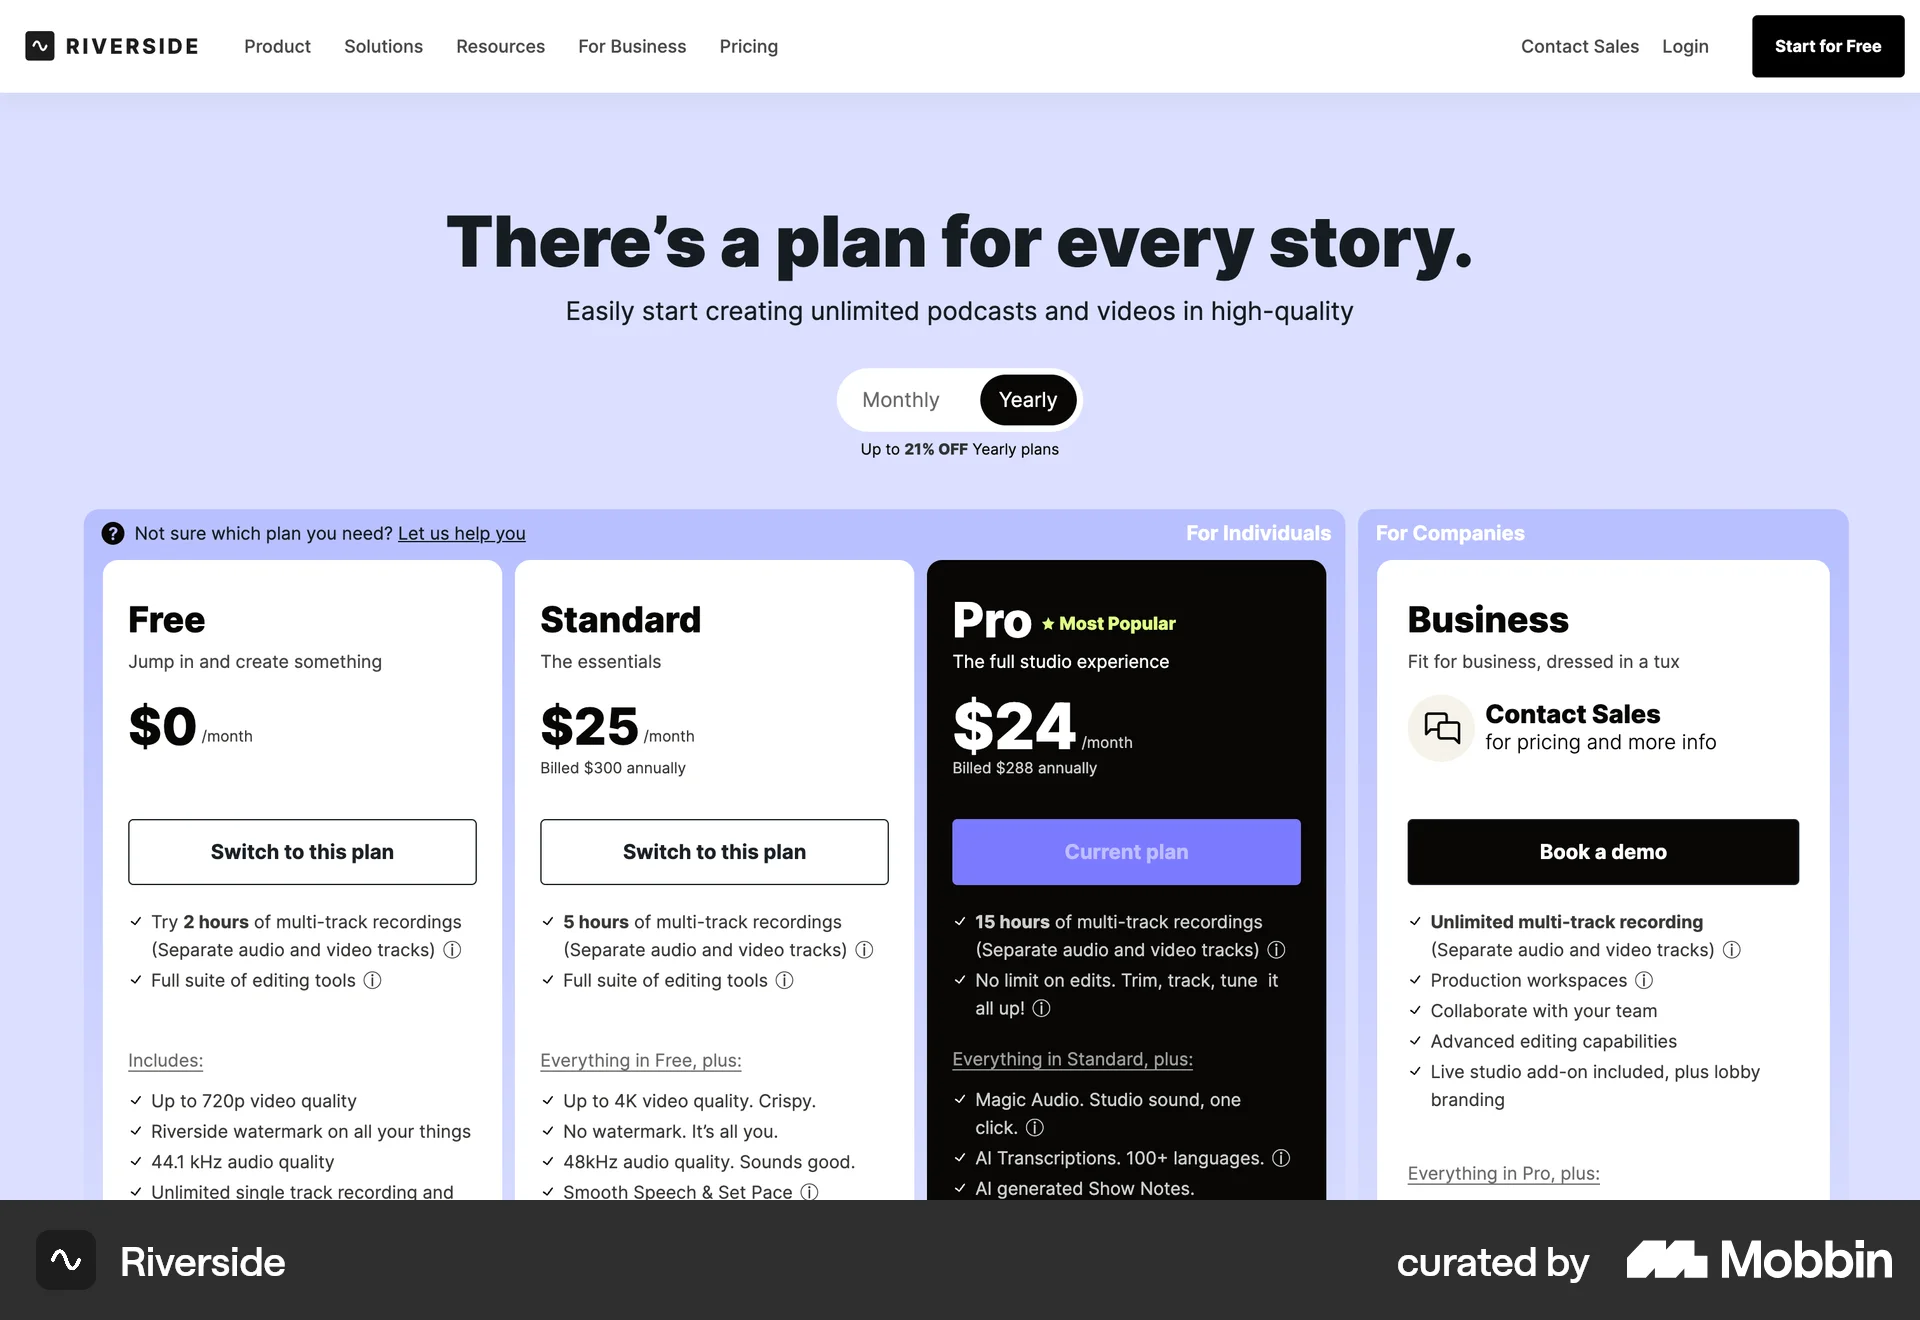 RIVERSIDE Product Solutions Resources For Business Pricing Contact Sales Login Start for Free
There’s a plan for every story.
Easily start creating unlimited podcasts and videos in high-quality
Monthly Yearly
Up to 21% OFF Yearly plans
? Not sure which plan you need? Let us help you
For Individuals
Free
Jump in and create something
$0 /month
Switch to this plan
Try 2 hours of multi-track recordings
(Separate audio and video tracks)
Full suite of editing tools
Includes:
Up to 720p video quality
Riverside watermark on all your things
44.1 kHz audio quality
Unlimited single track recording and
Standard
The essentials
$25 /month
Billed $300 annually
Switch to this plan
5 hours of multi-track recordings
(Separate audio and video tracks)
Full suite of editing tools
Everything in Free, plus:
Up to 4K video quality. Crispy.
No watermark. It’s all you.
48kHz audio quality. Sounds good.
Smooth Speech & Set Pace
Pro ★ Most Popular
The full studio experience
$24 /month
Billed $288 annually
Current plan
15 hours of multi-track recordings
(Separate audio and video tracks)
No limit on edits. Trim, track, tune it
all up!
Everything in Standard, plus:
Magic Audio. Studio sound, one
click.
AI Transcriptions. 100+ languages.
AI generated Show Notes.
For Companies
Business
Fit for business, dressed in a tux
Contact Sales
for pricing and more info
Book a demo
Unlimited multi-track recording
(Separate audio and video tracks)
Production workspaces
Collaborate with your team
Advanced editing capabilities
Live studio add-on included, plus lobby
branding
Everything in Pro, plus:
Riverside
curated by Mobbin